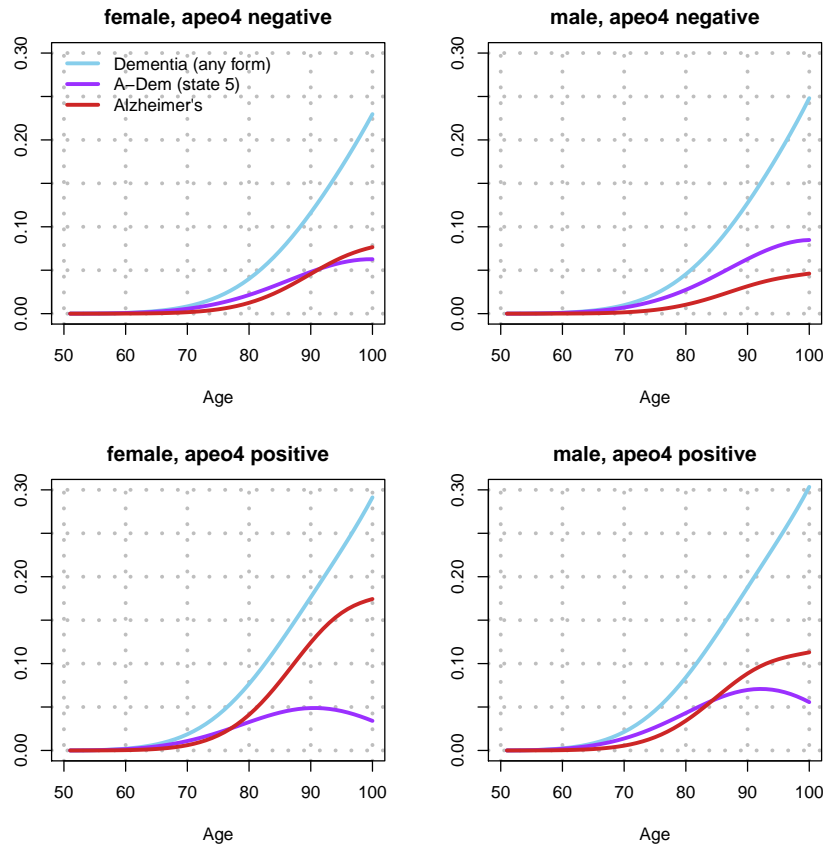 female, apeo4 negative
0.30
0.20
0.10
0.00
Dementia (any form)
A−Dem (state 5)
Alzheimer's
50 60 70 80 90 100
Age
male, apeo4 negative
0.30
0.20
0.10
0.00
50 60 70 80 90 100
Age
female, apeo4 positive
0.30
0.20
0.10
0.00
50 60 70 80 90 100
Age
male, apeo4 positive
0.30
0.20
0.10
0.00
50 60 70 80 90 100
Age